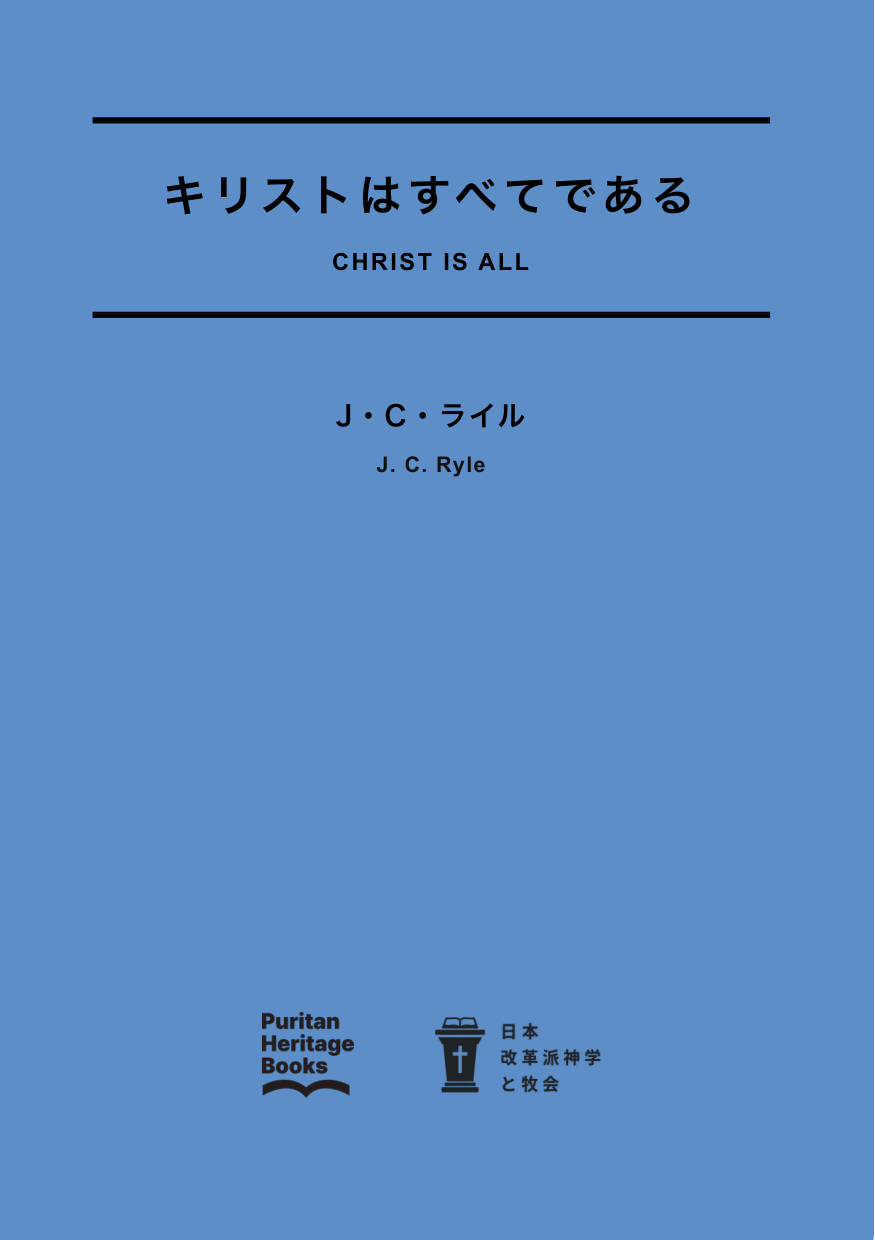 キリストはすべてである
CHRIST IS ALL
J・C・ライル
J. C. Ryle
Puritan
Heritage
Books
日本
改革派神学
と牧会